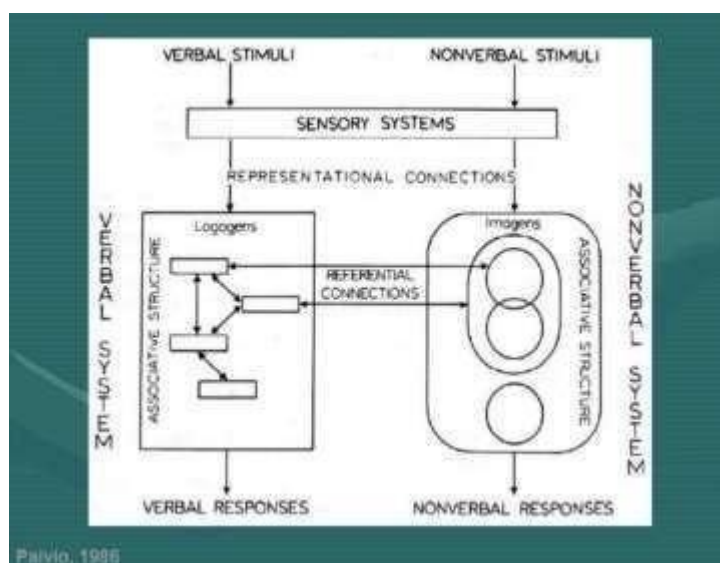 VERBAL STIMULI
NONVERBAL STIMULI
SENSORY SYSTEMS
REPRESENTATIONAL CONNECTIONS
VERBAL SYSTEM
ASSOCIATIVE STRUCTURE
Logogens
REFERENTIAL
CONNECTIONS
Imagens
ASSOCIATIVE STRUCTURE
NONVERBAL SYSTEM
VERBAL RESPONSES
NONVERBAL RESPONSES
Paivio, 1986